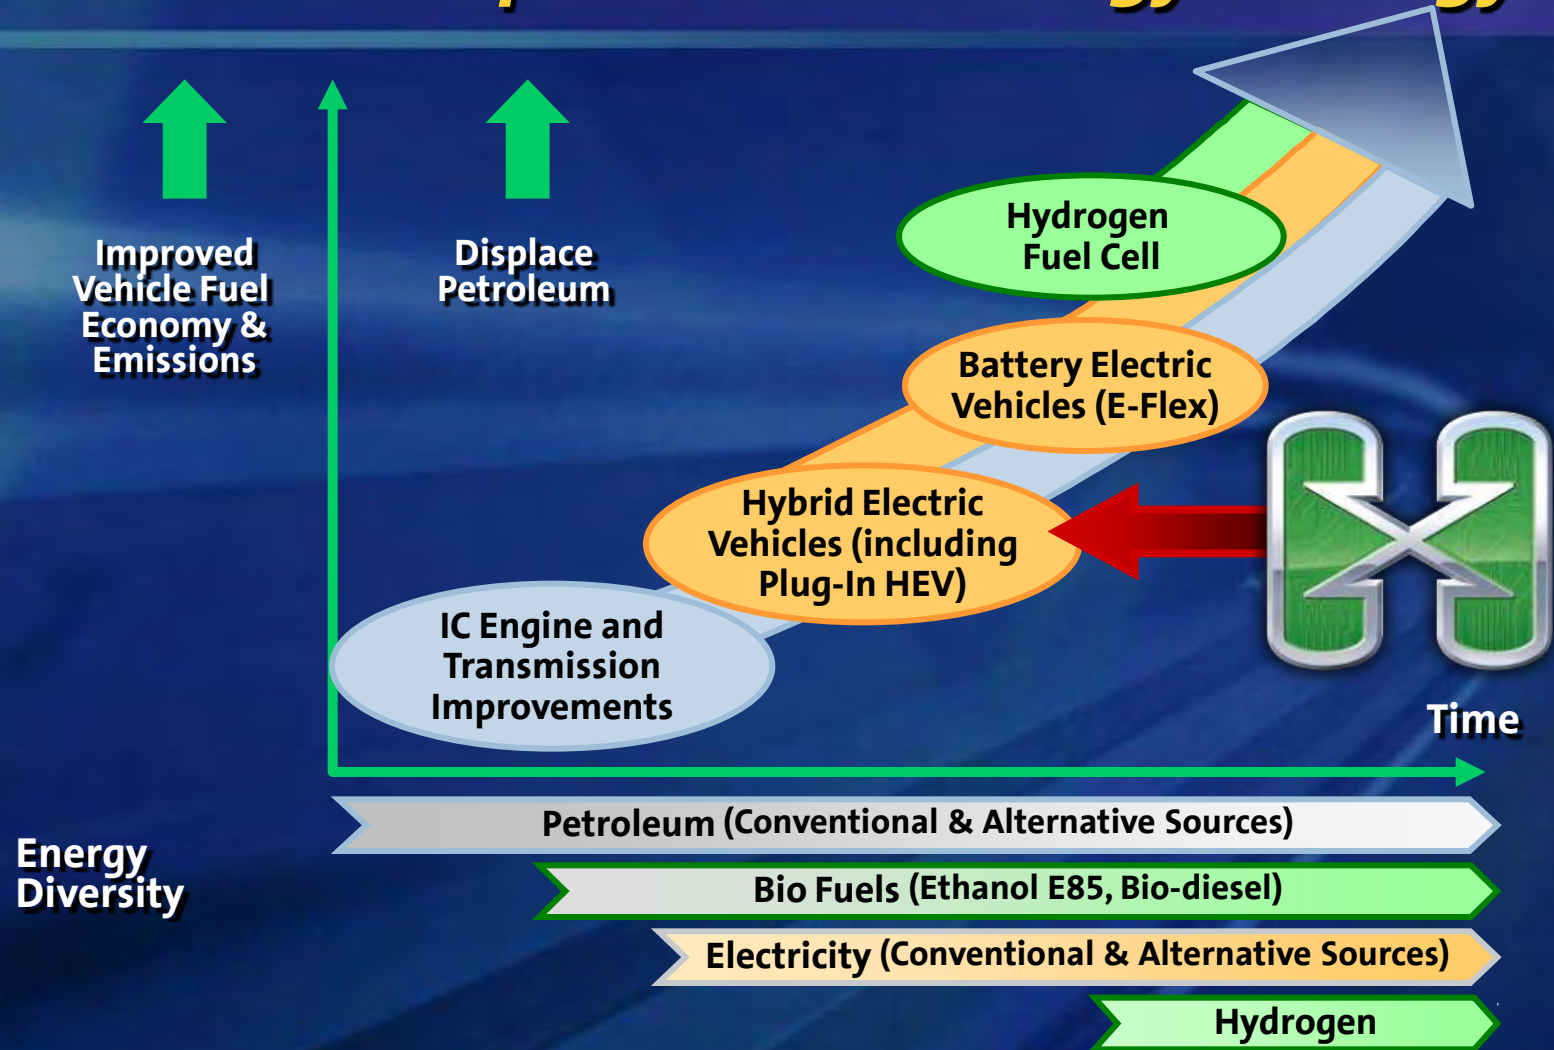 Improved
Vehicle Fuel
Economy &
Emissions
Displace
Petroleum
Hydrogen
Fuel Cell
Battery Electric
Vehicles (E-Flex)
Hybrid Electric
Vehicles (including
Plug-In HEV)
IC Engine and
Transmission
Improvements
Time
Energy
Diversity
Petroleum (Conventional & Alternative Sources)
Bio Fuels (Ethanol E85, Bio-diesel)
Electricity (Conventional & Alternative Sources)
Hydrogen